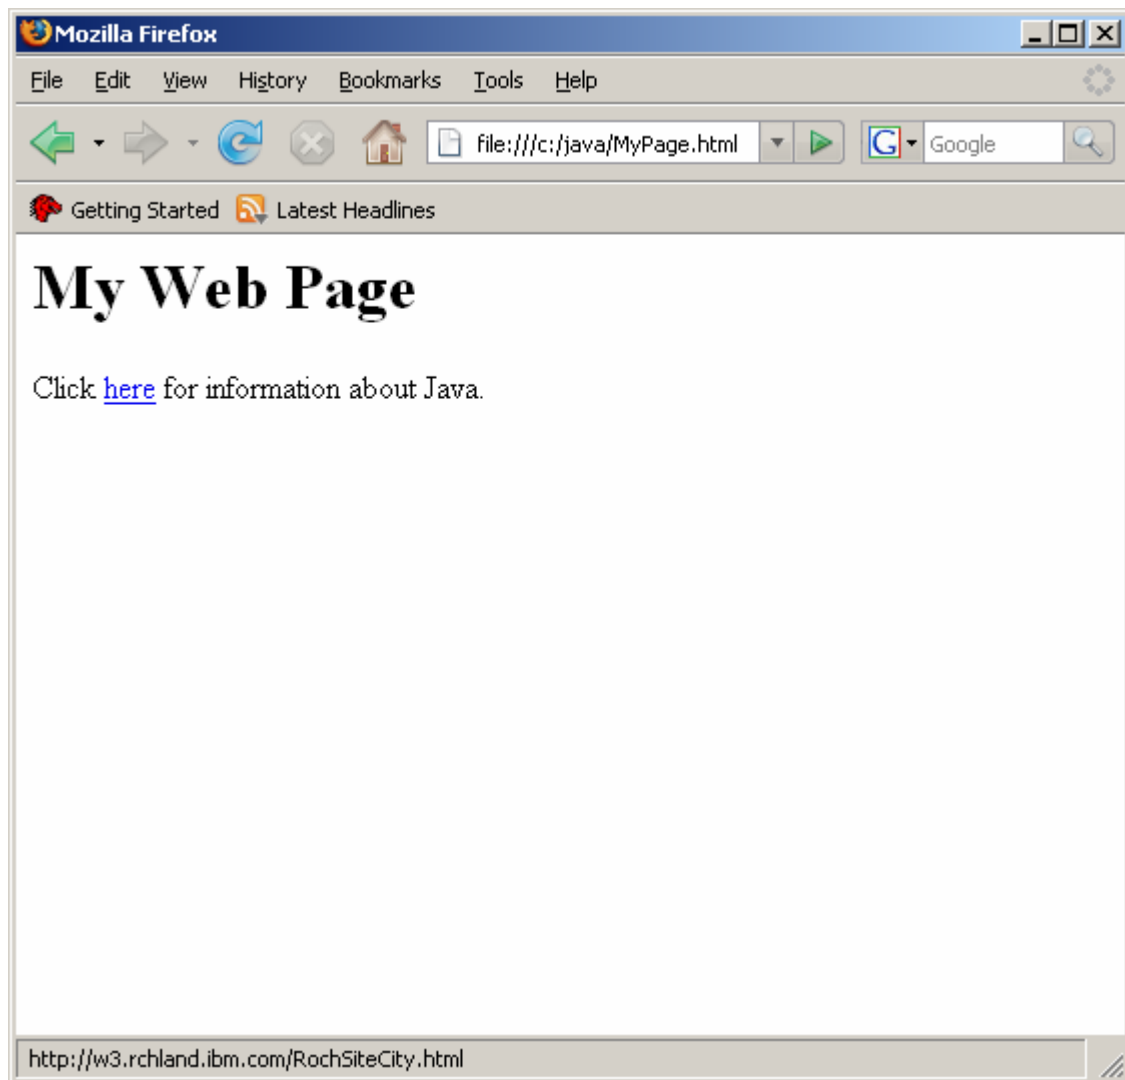 Mozilla Firefox
File Edit View History Bookmarks Tools Help
file:///c:/java/MyPage.html G Google
Getting Started Latest Headlines
My Web Page
Click here for information about Java.
http://w3.rchland.ibm.com/RochSiteCity.html